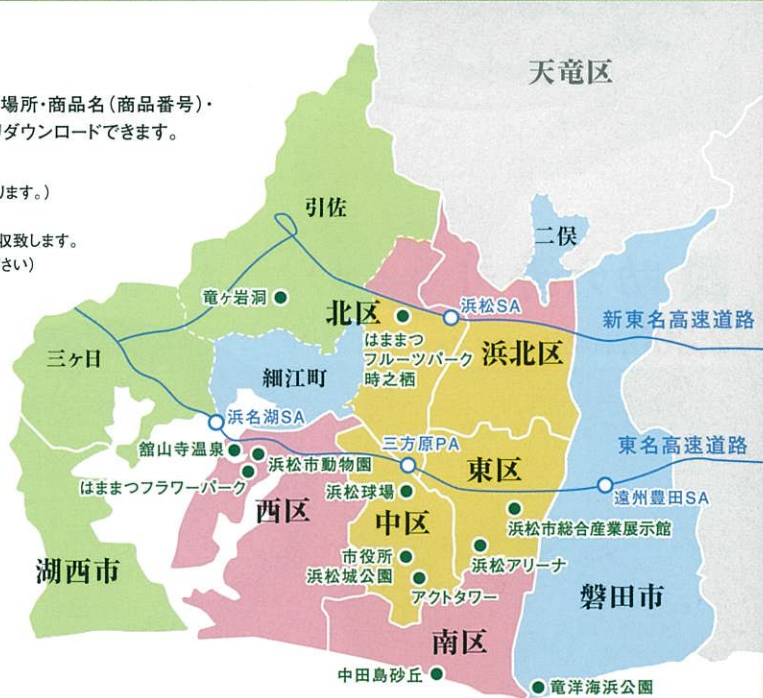 場所・商品名(商品番号)・
ダウンロードできます。
ります。)
収致します。
さい)
天竜区
引佐
二俣
竜ヶ岩洞
浜松SA
北区
新東名高速道路
はままつ
フルーツパーク
時之栖
浜北区
三ヶ日
細江町
浜名湖SA
三方原PA
東名高速道路
舘山寺温泉
浜松市動物園
東区
はままつフラワーパーク
浜松球場
遠州豊田SA
西区
中区
浜松市総合産業展示館
市役所
浜松城公園
浜松アリーナ
湖西市
アクトタワー
磐田市
南区
中田島砂丘
竜洋海浜公園